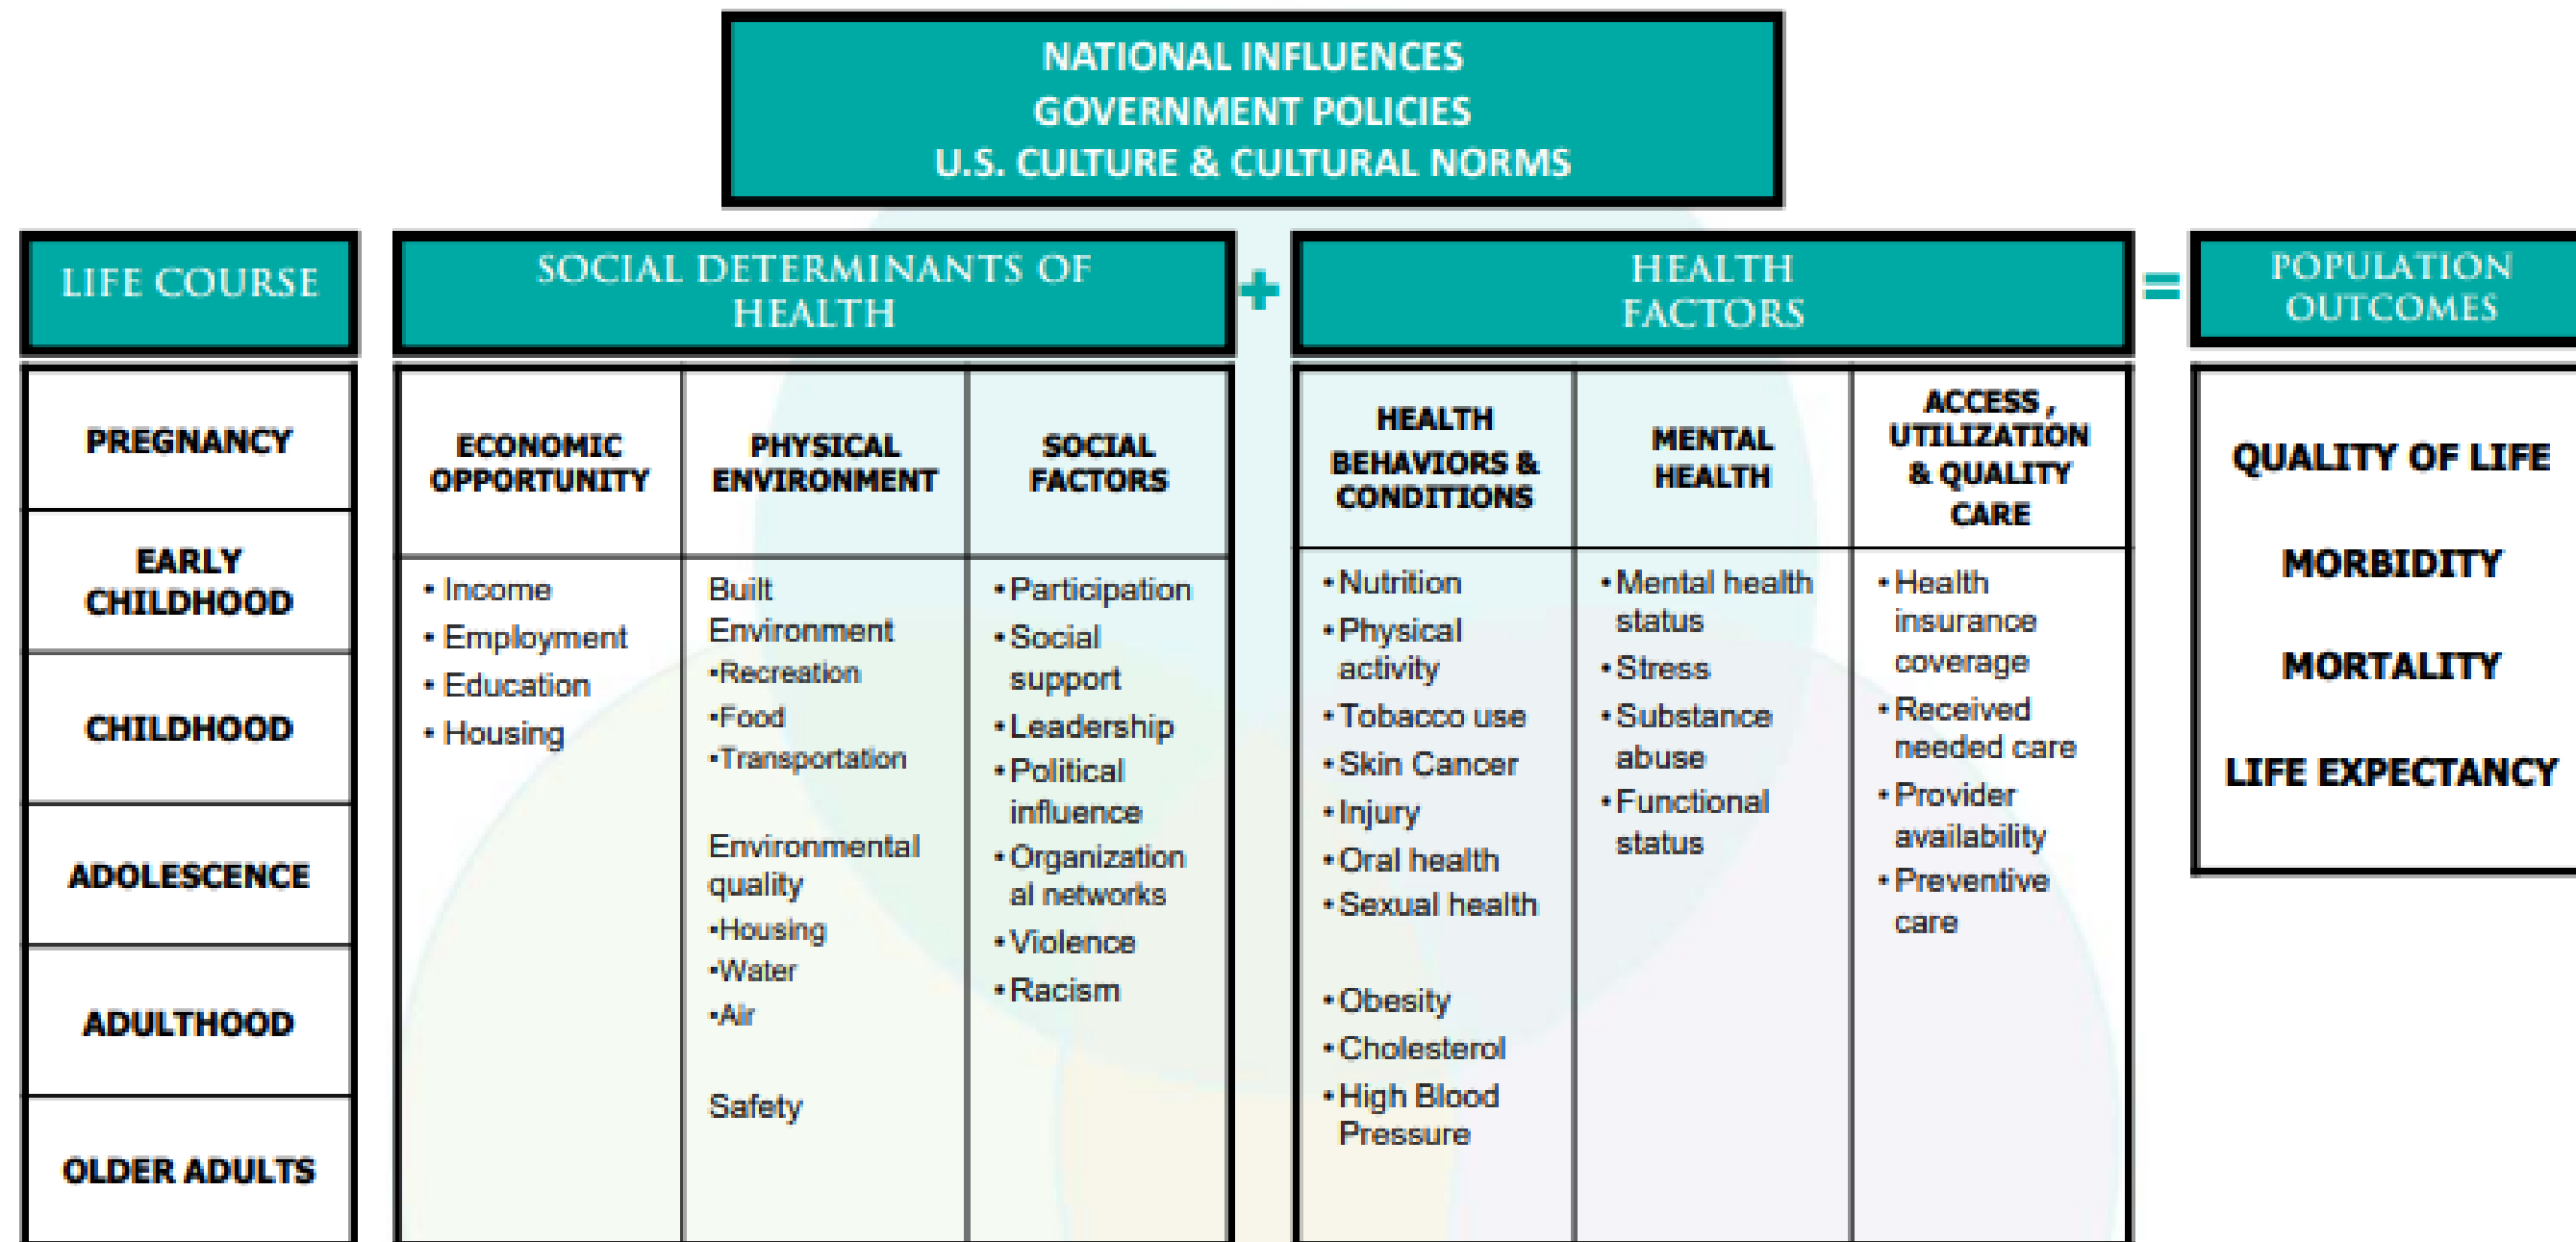 NATIONAL INFLUENCES
GOVERNMENT POLICIES
U.S. CULTURE & CULTURAL NORMS
LIFE COURSE
PREGNANCY
EARLY
CHILDHOOD
CHILDHOOD
ADOLESCENCE
ADULTHOOD
OLDER ADULTS
SOCIAL DETERMINANTS OF
HEALTH
ECONOMIC
OPPORTUNITY
• Income
• Employment
• Education
• Housing
PHYSICAL
ENVIRONMENT
Built
Environment
•Recreation
•Food
•Transportation
Environmental
quality
•Housing
•Water
•Air
Safety
SOCIAL
FACTORS
• Participation
• Social
support
• Leadership
• Political
influence
• Organization
al networks
• Violence
• Racism
+
HEALTH
FACTORS
HEALTH
BEHAVIORS &
CONDITIONS
• Nutrition
• Physical
activity
• Tobacco use
• Skin Cancer
• Injury
• Oral health
• Sexual health
• Obesity
• Cholesterol
• High Blood
Pressure
MENTAL
HEALTH
• Mental health
status
• Stress
• Substance
abuse
• Functional
status
ACCESS ,
UTILIZATION
& QUALITY
CARE
• Health
insurance
coverage
• Received
needed care
• Provider
availability
• Preventive
care
=
POPULATION
OUTCOMES
QUALITY OF LIFE
MORBIDITY
MORTALITY
LIFE EXPECTANCY